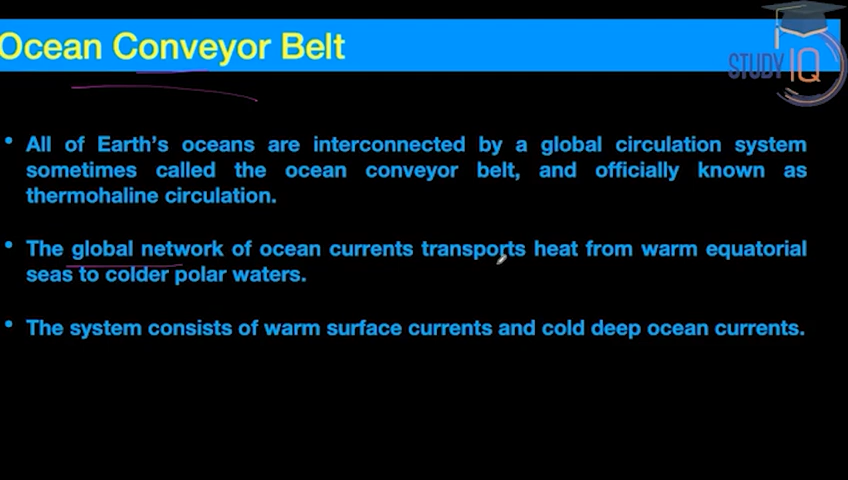 Ocean Conveyor Belt
STUDY IQ
• All of Earth's oceans are interconnected by a global circulation system
sometimes called the ocean conveyor belt, and officially known as
thermohaline circulation.
• The global network of ocean currents transports heat from warm equatorial
seas to colder polar waters.
• The system consists of warm surface currents and cold deep ocean currents.